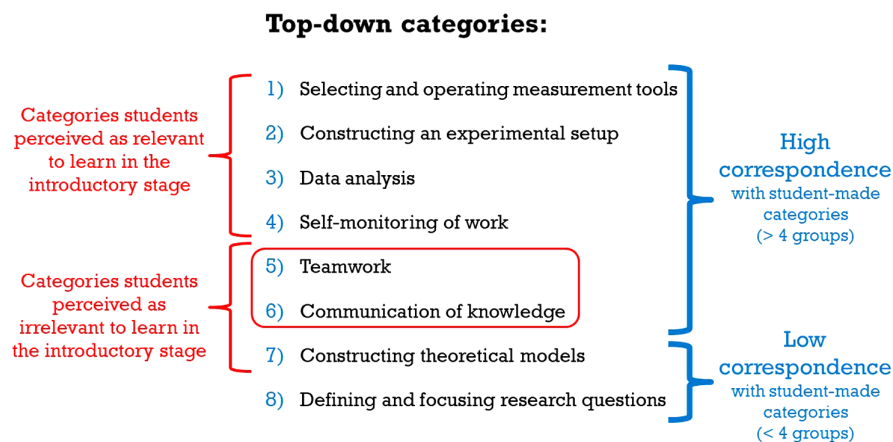 Top-down categories:
Categories students
perceived as relevant
to learn in the
introductory stage
Categories students
perceived as
irrelevant to learn in
the introductory stage
1) Selecting and operating measurement tools
2) Constructing an experimental setup
3) Data analysis
4) Self-monitoring of work
5) Teamwork
6) Communication of knowledge
7) Constructing theoretical models
8) Defining and focusing research questions
High
correspondence
with student-made
categories
(> 4 groups)
Low
correspondence
with student-made
categories
(< 4 groups)